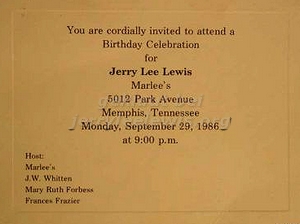 You are cordially invited to attend a
Birthday Celebration
for
Jerry Lee Lewis
Marlee's
5012 Park Avenue
Memphis, Tennessee
Monday, September 29, 1986
at 9:00 p.m.
Host:
Marlee's
J.W. Whitten
Mary Ruth Forbess
Frances Frazier